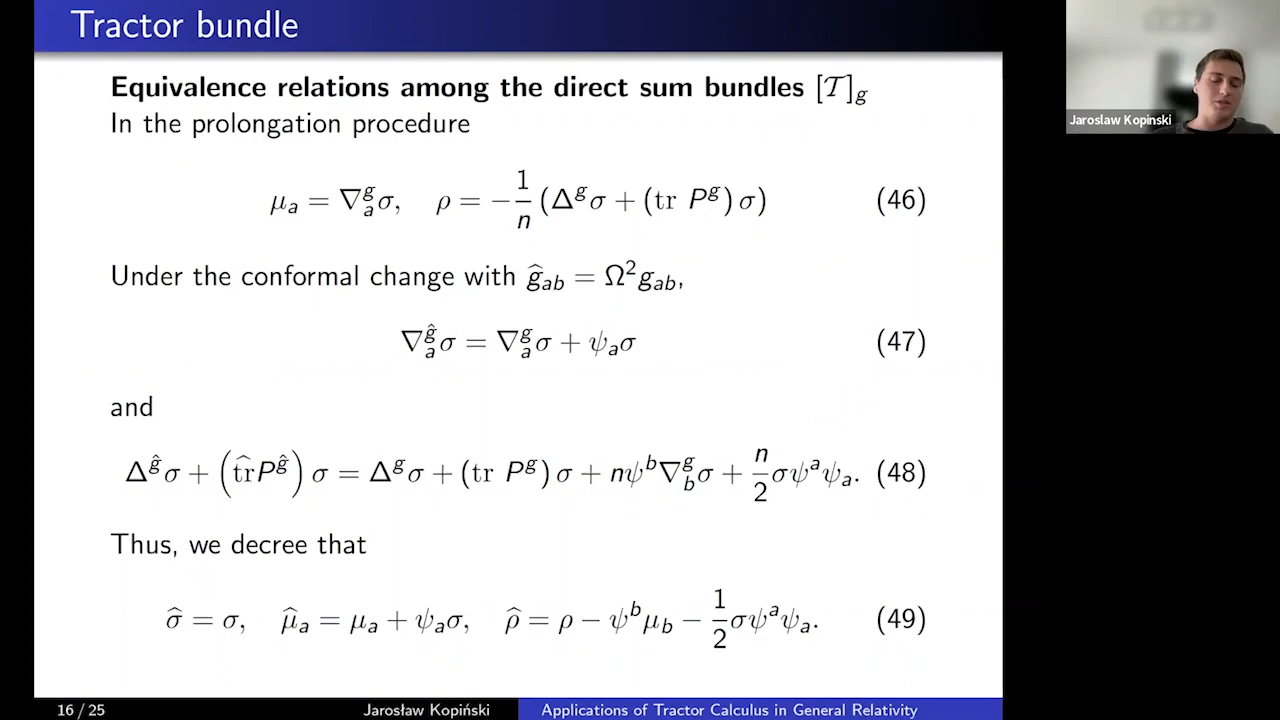 Tractor bundle
Jaroslaw Kopinski
Equivalence relations among the direct sum bundles [𝒯]_g
In the prolongation procedure
μ_a = ∇^g_a σ,   ρ = −1/n (Δ^g σ + (tr P^g) σ)   (46)
Under the conformal change with ĝ_ab = Ω²g_ab,
∇^ĝ_a σ = ∇^g_a σ + ψ_a σ   (47)
and
Δ^ĝ σ + (t̂r P^ĝ) σ = Δ^g σ + (tr P^g) σ + nψ^b ∇^g_b σ + n/2 σψ^a ψ_a.   (48)
Thus, we decree that
σ̂ = σ,   μ̂_a = μ_a + ψ_a σ,   ρ̂ = ρ − ψ^b μ_b − 1/2 σψ^a ψ_a.   (49)
16 / 25   Jarosław Kopiński   Applications of Tractor Calculus in General Relativity